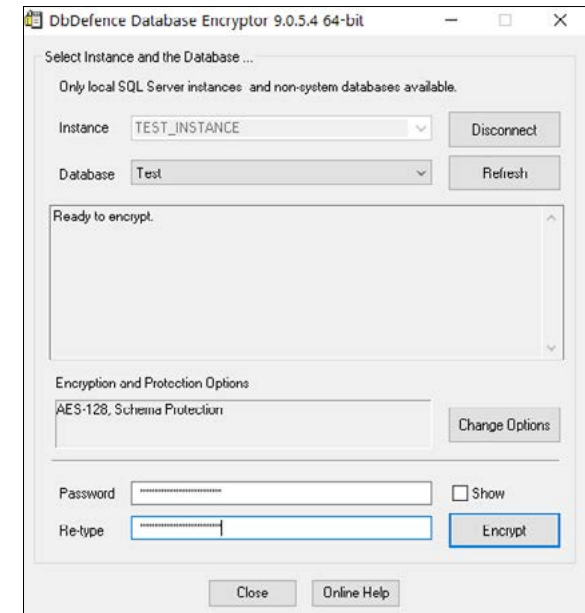 DbDefence Database Encryptor 9.0.5.4 64-bit
Select Instance and the Database ...
Only local SQL Server instances and non-system databases available.
Instance TEST_INSTANCE Disconnect
Database Test Refresh
Ready to encrypt.
Encryption and Protection Options
AES-128, Schema Protection
Change Options
Password Show
Re-type Encrypt
Close Online Help